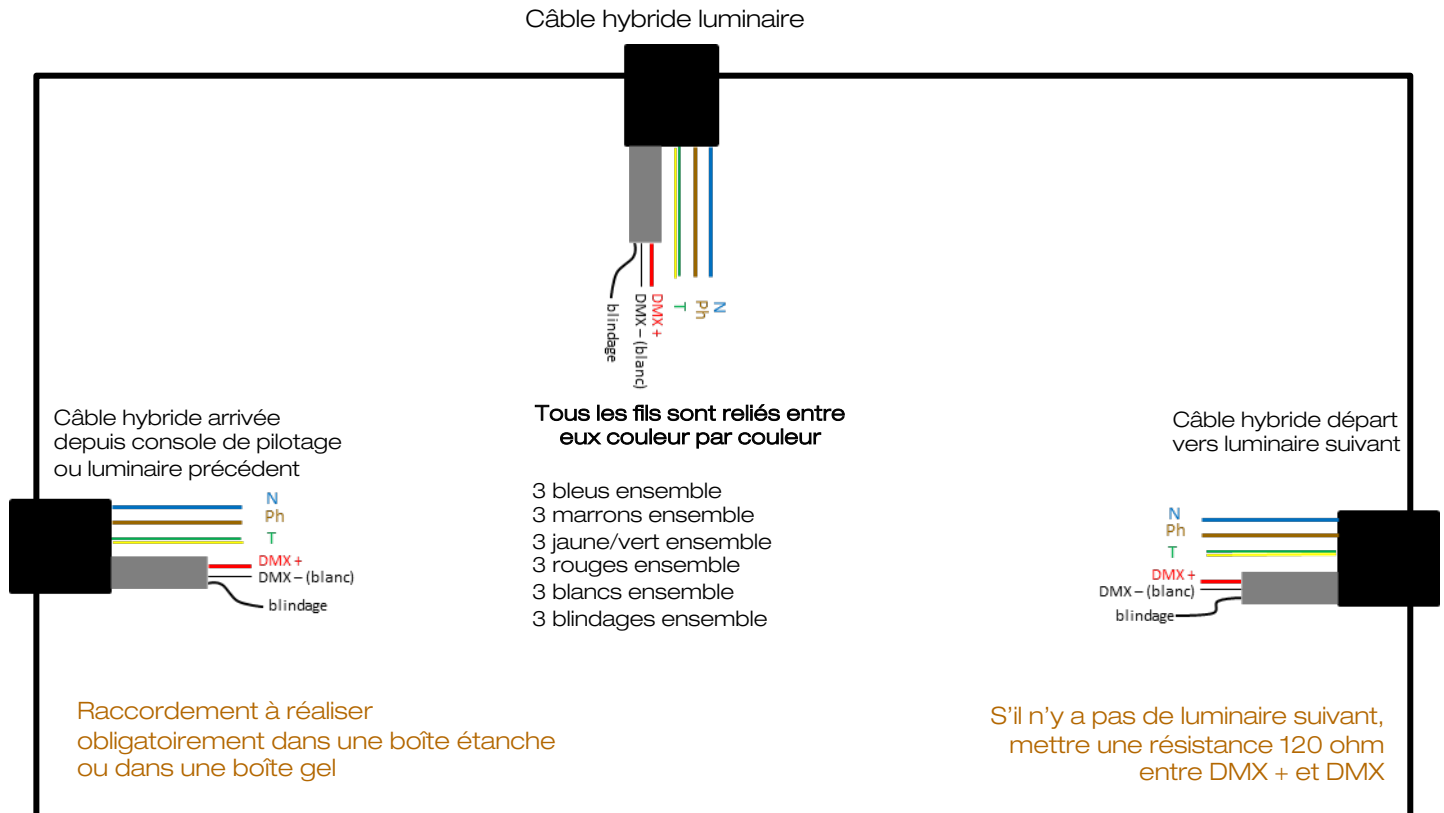 Câble hybride luminaire
blindage
DMX – (blanc)
DMX +
T
Ph
N
Câble hybride arrivée
depuis console de pilotage
ou luminaire précédent
N
Ph
T
DMX +
DMX – (blanc)
blindage
Tous les fils sont reliés entre
eux couleur par couleur
3 bleus ensemble
3 marrons ensemble
3 jaune/vert ensemble
3 rouges ensemble
3 blancs ensemble
3 blindages ensemble
Câble hybride départ
vers luminaire suivant
N
Ph
T
DMX +
DMX – (blanc)
blindage
Raccordement à réaliser
obligatoirement dans une boîte étanche
ou dans une boîte gel
S'il n'y a pas de luminaire suivant,
mettre une résistance 120 ohm
entre DMX + et DMX